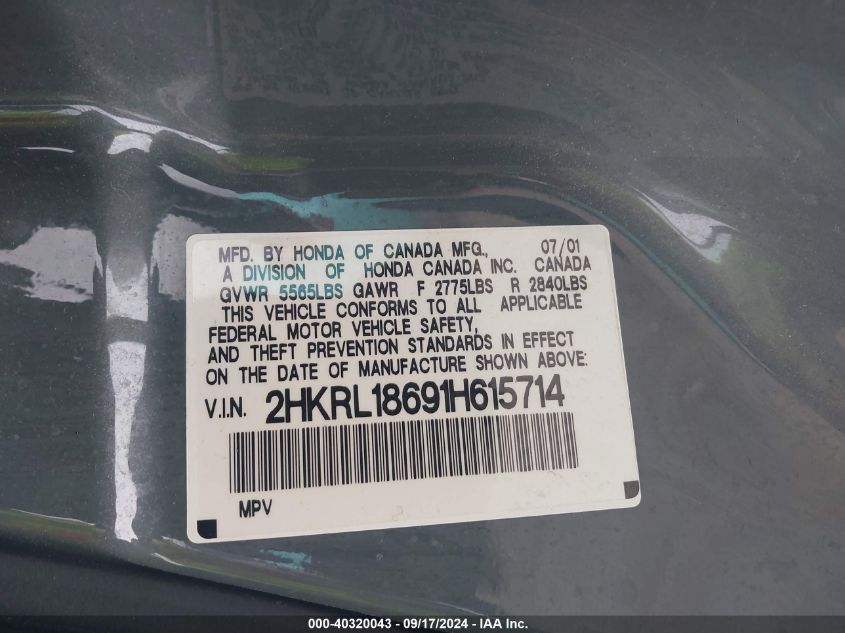 MFD. BY HONDA OF CANADA MFG., 07/01
A DIVISION OF HONDA CANADA INC. CANADA
GVWR 5565LBS GAWR F 2775LBS R 2840LBS
THIS VEHICLE CONFORMS TO ALL APPLICABLE
FEDERAL MOTOR VEHICLE SAFETY,
AND THEFT PREVENTION STANDARDS IN EFFECT
ON THE DATE OF MANUFACTURE SHOWN ABOVE:
V.I.N. 2HKRL18691H615714
MPV
000-40320043 - 09/17/2024 - IAA Inc.